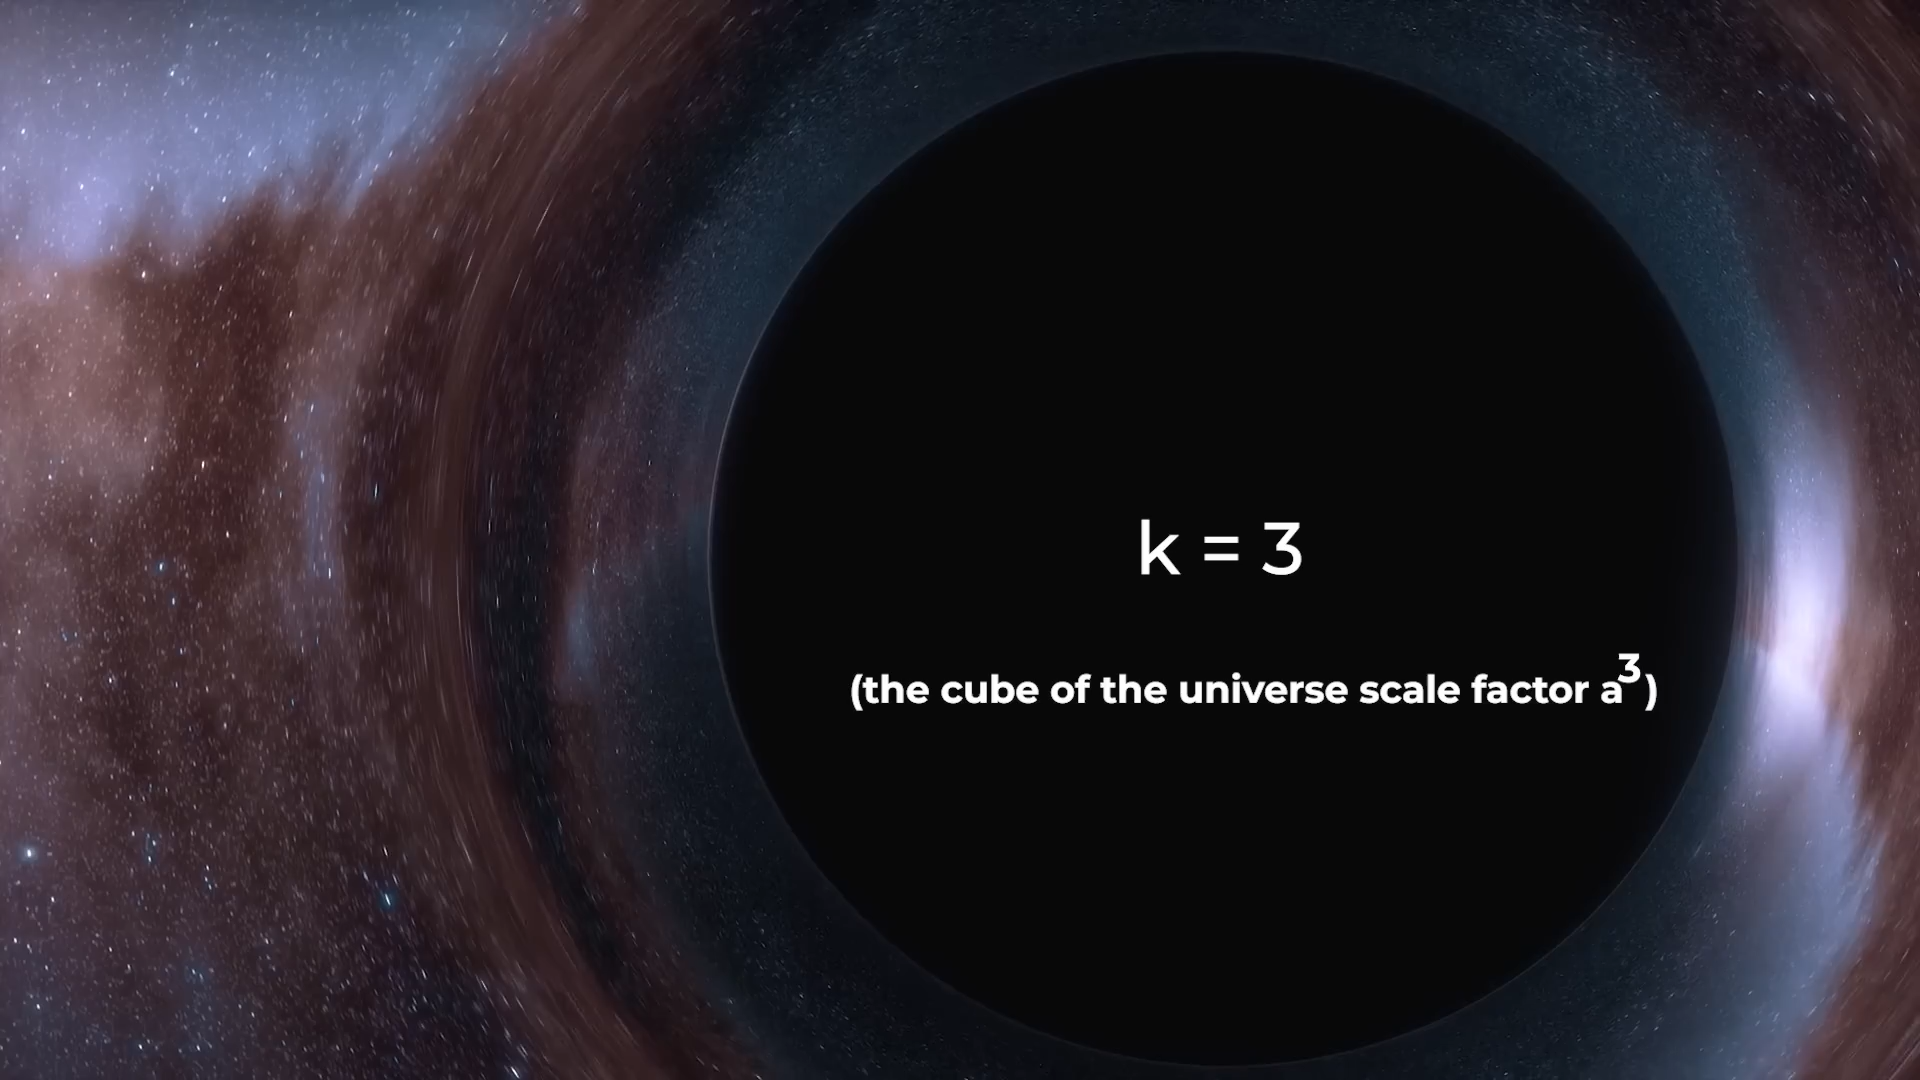 k = 3
(the cube of the universe scale factor a³)